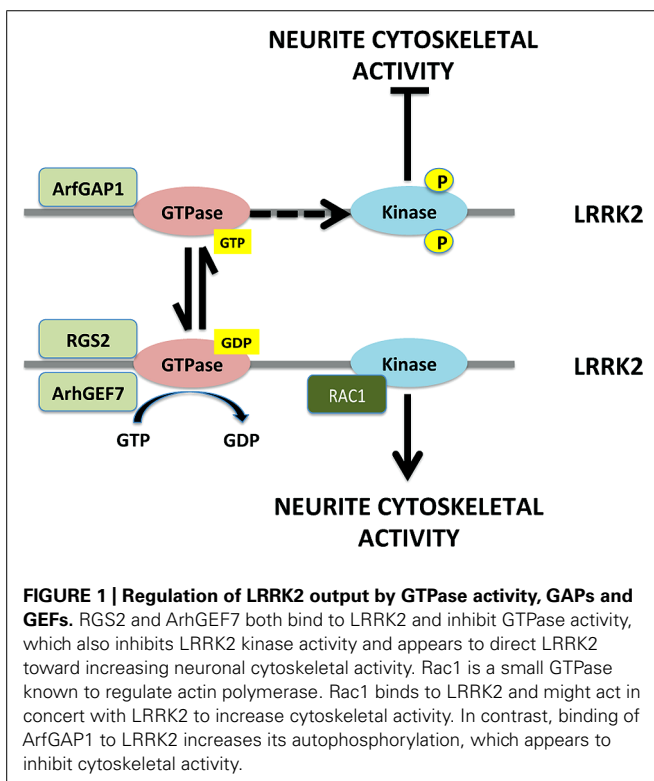 NEURITE CYTOSKELETAL
ACTIVITY
ArfGAP1
GTPase
GTP
Kinase
P
P
LRRK2
RGS2
ArhGEF7
GTPase
GDP
GTP
GDP
RAC1
Kinase
LRRK2
NEURITE CYTOSKELETAL
ACTIVITY
FIGURE 1 | Regulation of LRRK2 output by GTPase activity, GAPs and
GEFs. RGS2 and ArhGEF7 both bind to LRRK2 and inhibit GTPase activity,
which also inhibits LRRK2 kinase activity and appears to direct LRRK2
toward increasing neuronal cytoskeletal activity. Rac1 is a small GTPase
known to regulate actin polymerase. Rac1 binds to LRRK2 and might act in
concert with LRRK2 to increase cytoskeletal activity. In contrast, binding of
ArfGAP1 to LRRK2 increases its autophosphorylation, which appears to
inhibit cytoskeletal activity.